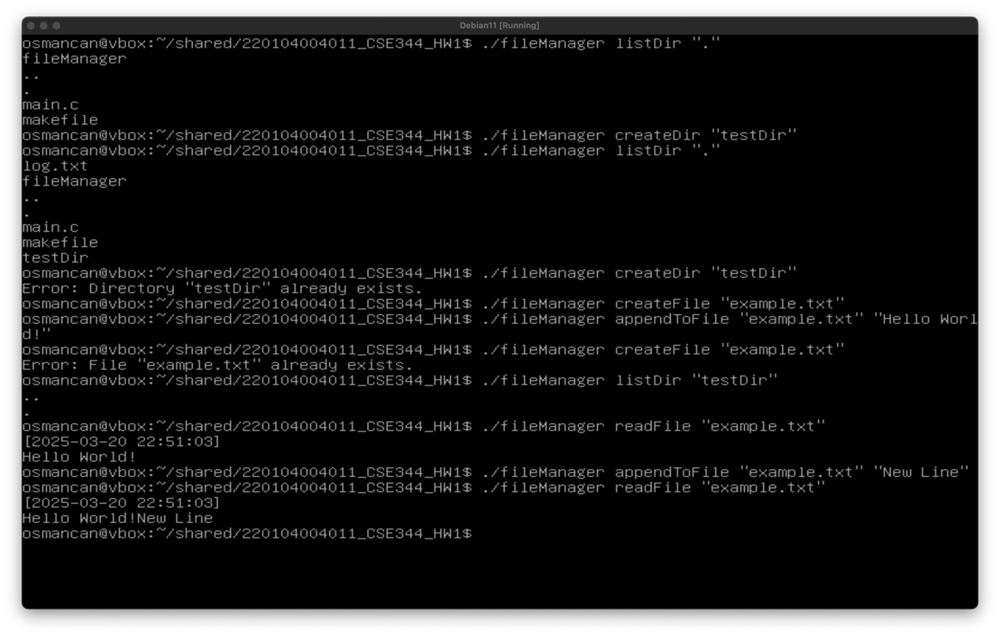 Debian11 [Running]
osmancan@vbox:~/shared/220104004011_CSE344_HW1$ ./fileManager listDir "."
fileManager
..
.
main.c
makefile
osmancan@vbox:~/shared/220104004011_CSE344_HW1$ ./fileManager createDir "testDir"
osmancan@vbox:~/shared/220104004011_CSE344_HW1$ ./fileManager listDir "."
log.txt
fileManager
..
.
main.c
makefile
testDir
osmancan@vbox:~/shared/220104004011_CSE344_HW1$ ./fileManager createDir "testDir"
Error: Directory "testDir" already exists.
osmancan@vbox:~/shared/220104004011_CSE344_HW1$ ./fileManager createFile "example.txt"
osmancan@vbox:~/shared/220104004011_CSE344_HW1$ ./fileManager appendToFile "example.txt" "Hello Worl
d!"
osmancan@vbox:~/shared/220104004011_CSE344_HW1$ ./fileManager createFile "example.txt"
Error: File "example.txt" already exists.
osmancan@vbox:~/shared/220104004011_CSE344_HW1$ ./fileManager listDir "testDir"
..
.
osmancan@vbox:~/shared/220104004011_CSE344_HW1$ ./fileManager readFile "example.txt"
[2025-03-20 22:51:03]
Hello World!
osmancan@vbox:~/shared/220104004011_CSE344_HW1$ ./fileManager appendToFile "example.txt" "New Line"
osmancan@vbox:~/shared/220104004011_CSE344_HW1$ ./fileManager readFile "example.txt"
[2025-03-20 22:51:03]
Hello World!New Line
osmancan@vbox:~/shared/220104004011_CSE344_HW1$